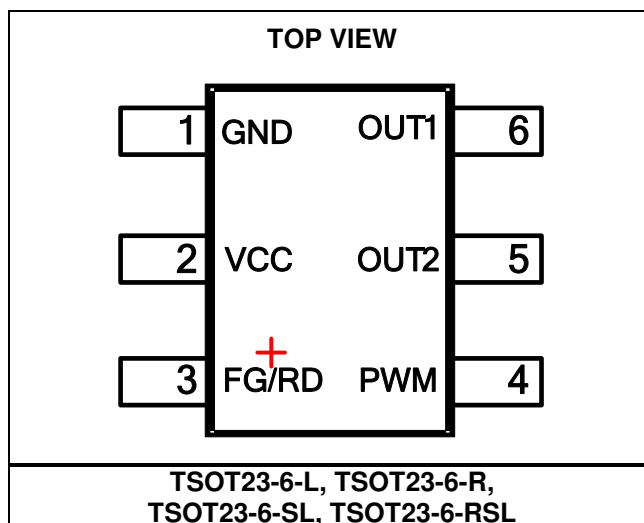 TOP VIEW
1 GND OUT1 6
2 VCC OUT2 5
3 FG/RD PWM 4
TSOT23-6-L, TSOT23-6-R,
TSOT23-6-SL, TSOT23-6-RSL